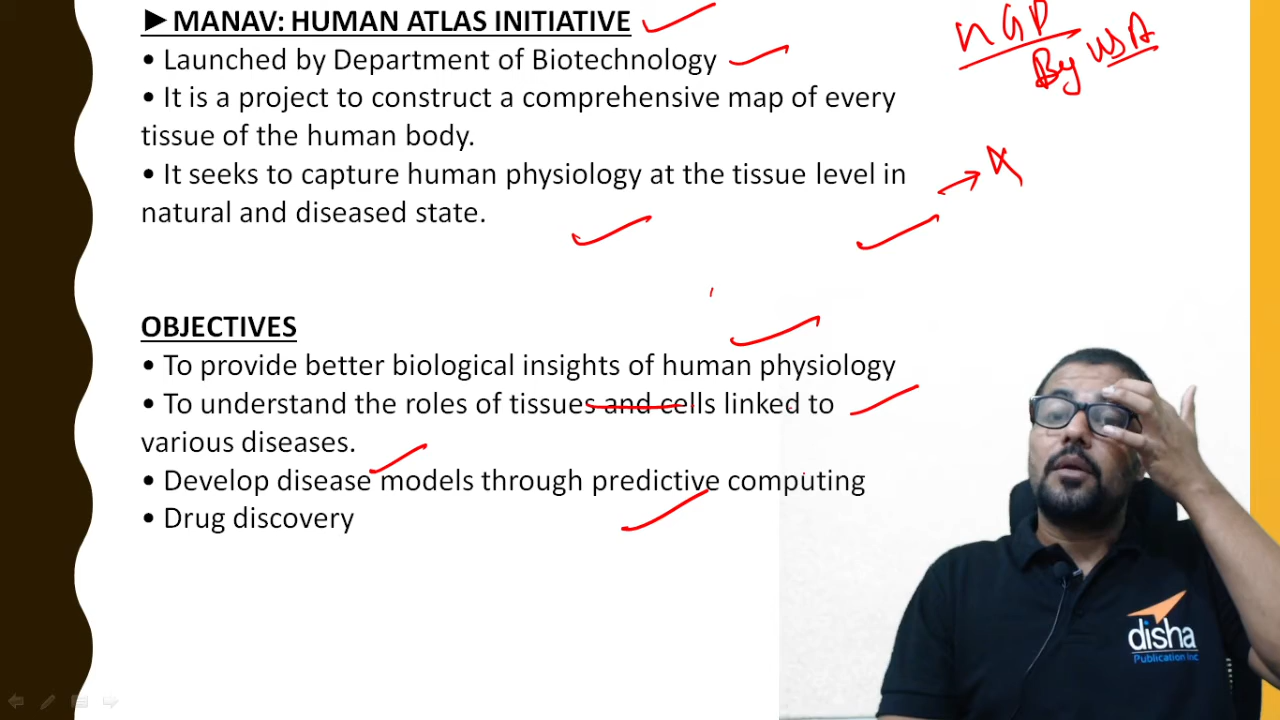 ►MANAV: HUMAN ATLAS INITIATIVE
• Launched by Department of Biotechnology
• It is a project to construct a comprehensive map of every
tissue of the human body.
• It seeks to capture human physiology at the tissue level in
natural and diseased state.
HGP
By USA
OBJECTIVES
• To provide better biological insights of human physiology
• To understand the roles of tissues and cells linked to
various diseases.
• Develop disease models through predictive computing
• Drug discovery
disha
Publication Inc